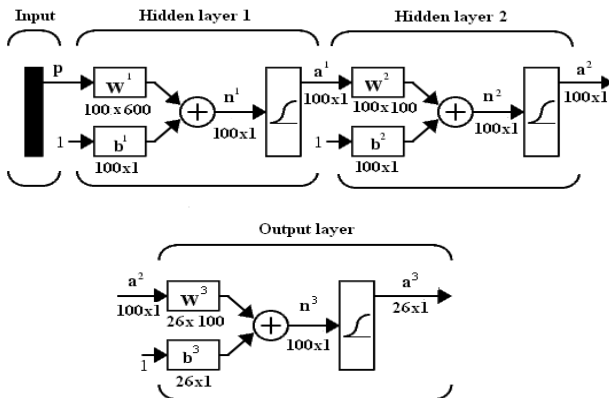 Input
Hidden layer 1
Hidden layer 2
p
W¹
100 x 600
1
b¹
100x1
n¹
100x1
a¹
100x1
W²
100x100
1
b²
100x1
n²
100x1
a²
100x1
Output layer
a²
100x1
W³
26x 100
1
b³
26x1
n³
100x1
a³
26x1